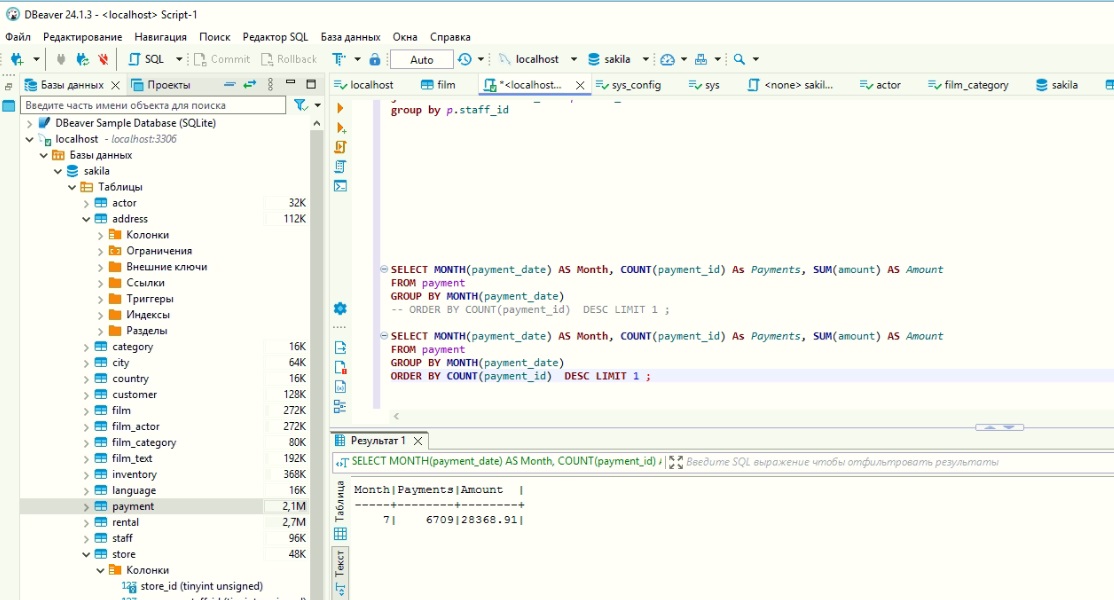 DBeaver 24.1.3 - <localhost> Script-1
Файл Редактирование Навигация Поиск Редактор SQL База данных Окна Справка
SQL Commit Rollback Auto localhost sakila
Базы данных Проекты
localhost film *<localhost... sys_config sys <none> sakil... actor film_category sakila
Введите часть имени объекта для поиска
DBeaver Sample Database (SQLite)
localhost - localhost:3306
Базы данных
sakila
Таблицы
actor 32K
address 112K
Колонки
Ограничения
Внешние ключи
Ссылки
Триггеры
Индексы
Разделы
category 16K
city 64K
country 16K
customer 128K
film 272K
film_actor 272K
film_category 80K
film_text 192K
inventory 368K
language 16K
payment 2,1M
rental 2,7M
staff 96K
store 48K
Колонки
store_id (tinyint unsigned)
group by p.staff_id
SELECT MONTH(payment_date) AS Month, COUNT(payment_id) As Payments, SUM(amount) AS Amount
FROM payment
GROUP BY MONTH(payment_date)
-- ORDER BY COUNT(payment_id)  DESC LIMIT 1 ;
SELECT MONTH(payment_date) AS Month, COUNT(payment_id) As Payments, SUM(amount) AS Amount
FROM payment
GROUP BY MONTH(payment_date)
ORDER BY COUNT(payment_id)  DESC LIMIT 1 ;
Результат 1
SELECT MONTH(payment_date) AS Month, COUNT(payment_id) Введите SQL выражение чтобы отфильтровать результаты
Таблица
Текст
Month|Payments|Amount  |
-----+--------+--------+
    7|    6709|28368.91|